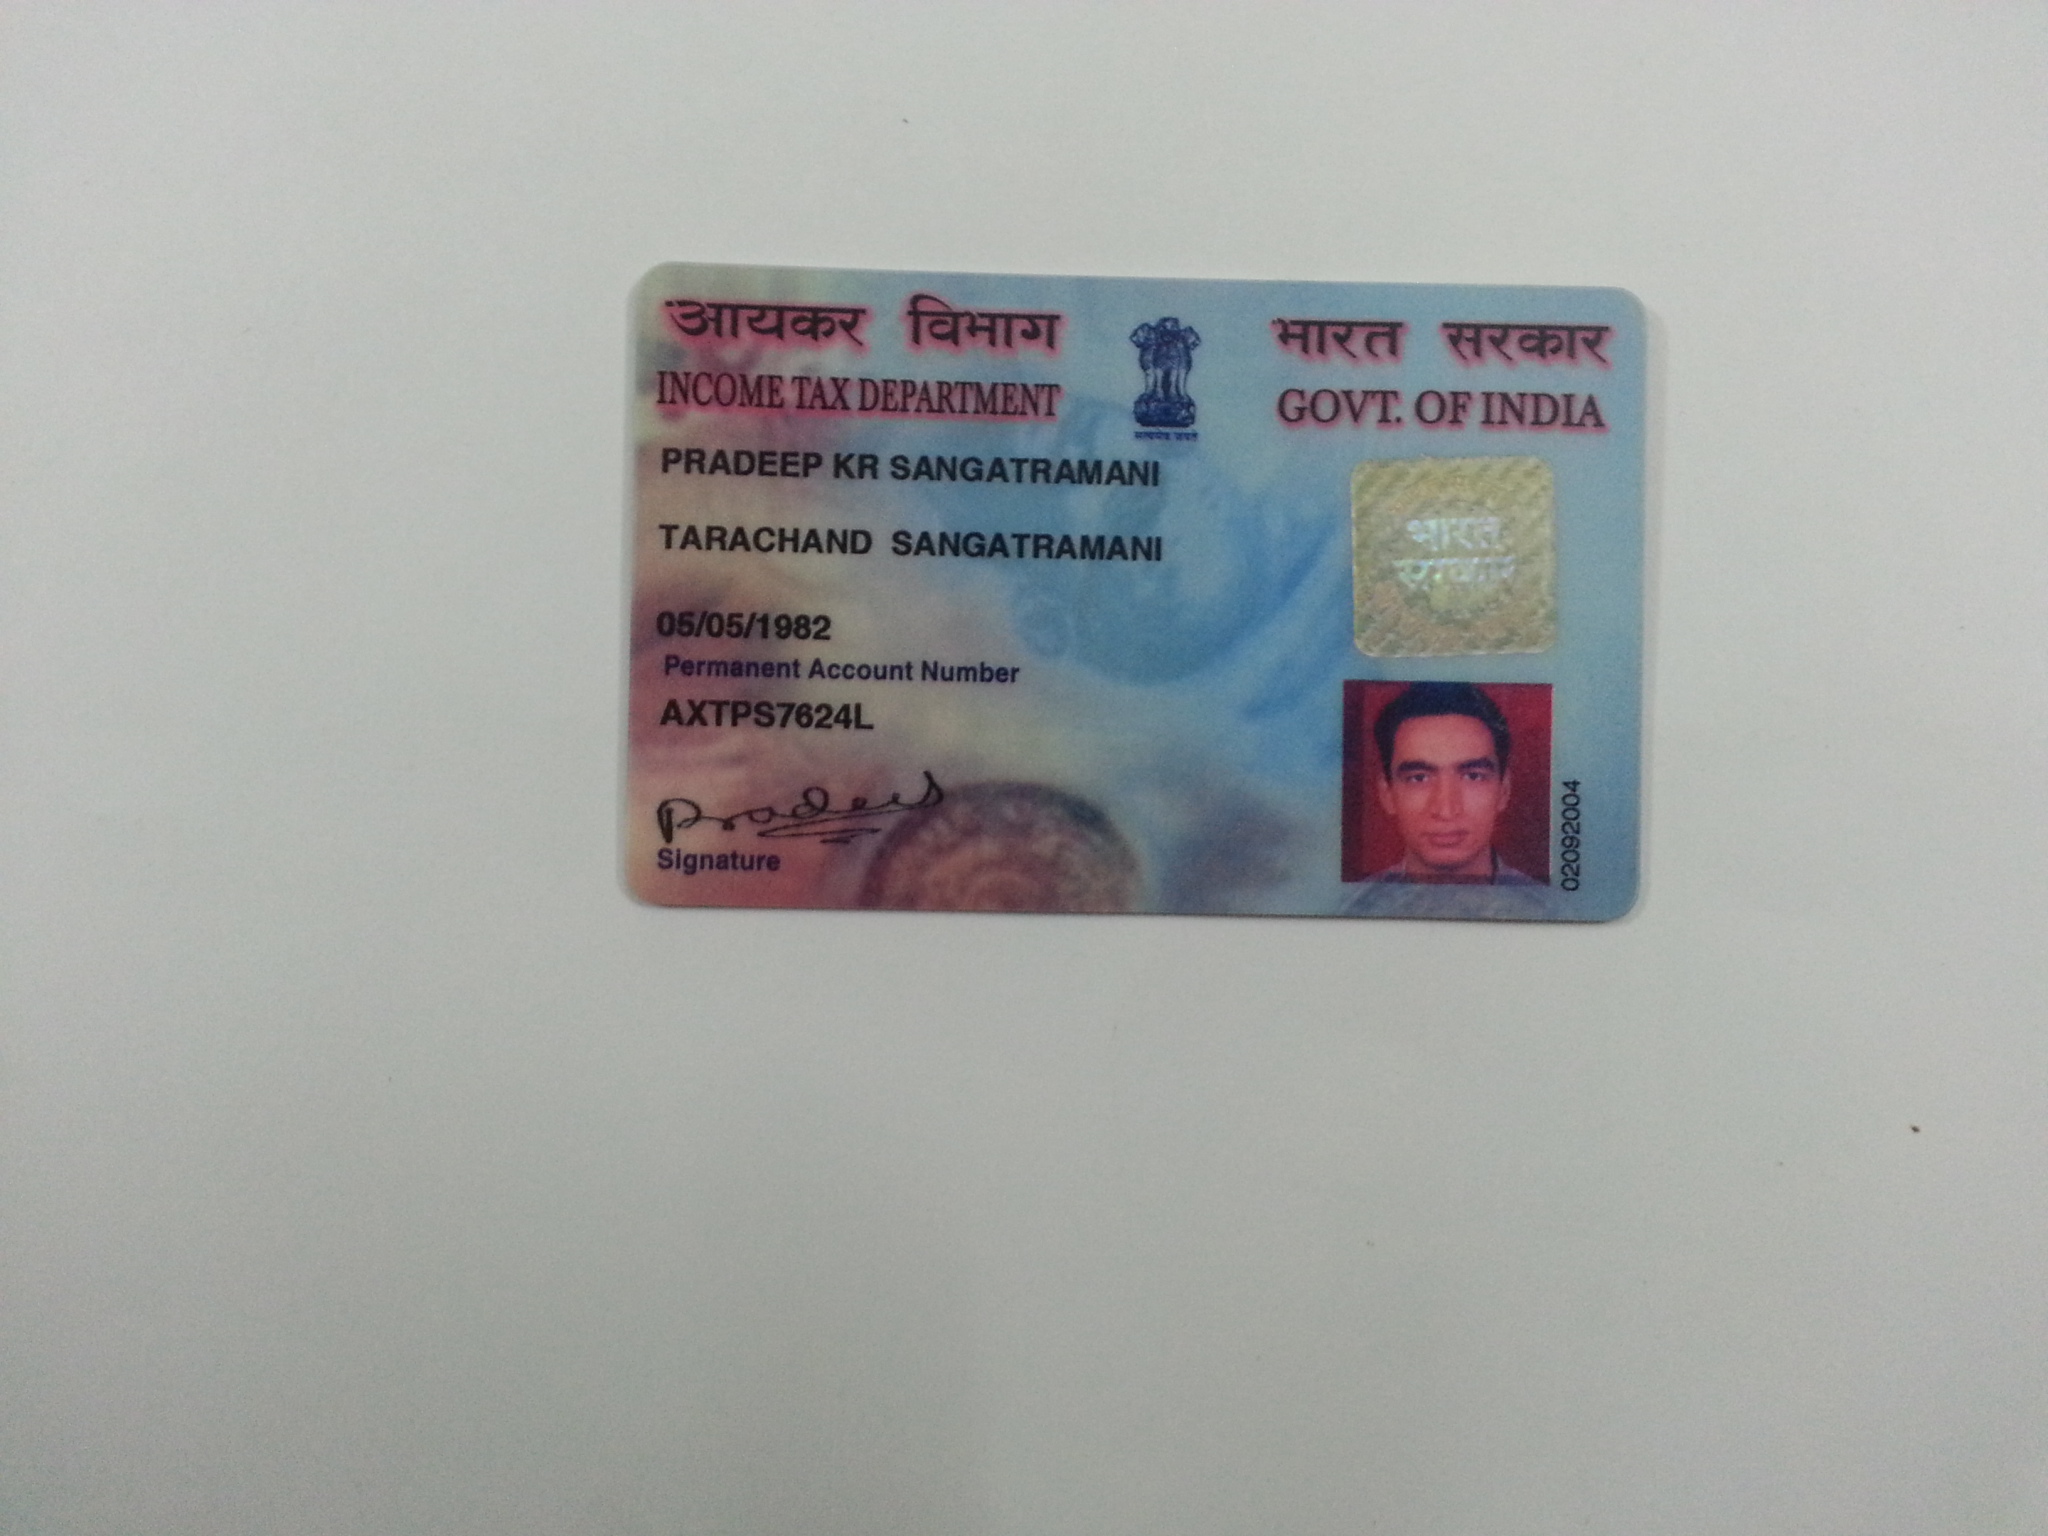 आयकर विभाग
INCOME TAX DEPARTMENT
सत्यमेव जयते
भारत सरकार
GOVT. OF INDIA
PRADEEP KR SANGATRAMANI
TARACHAND SANGATRAMANI
05/05/1982
Permanent Account Number
AXTPS7624L
Pradeep
Signature
भारत
सरकार
02092004